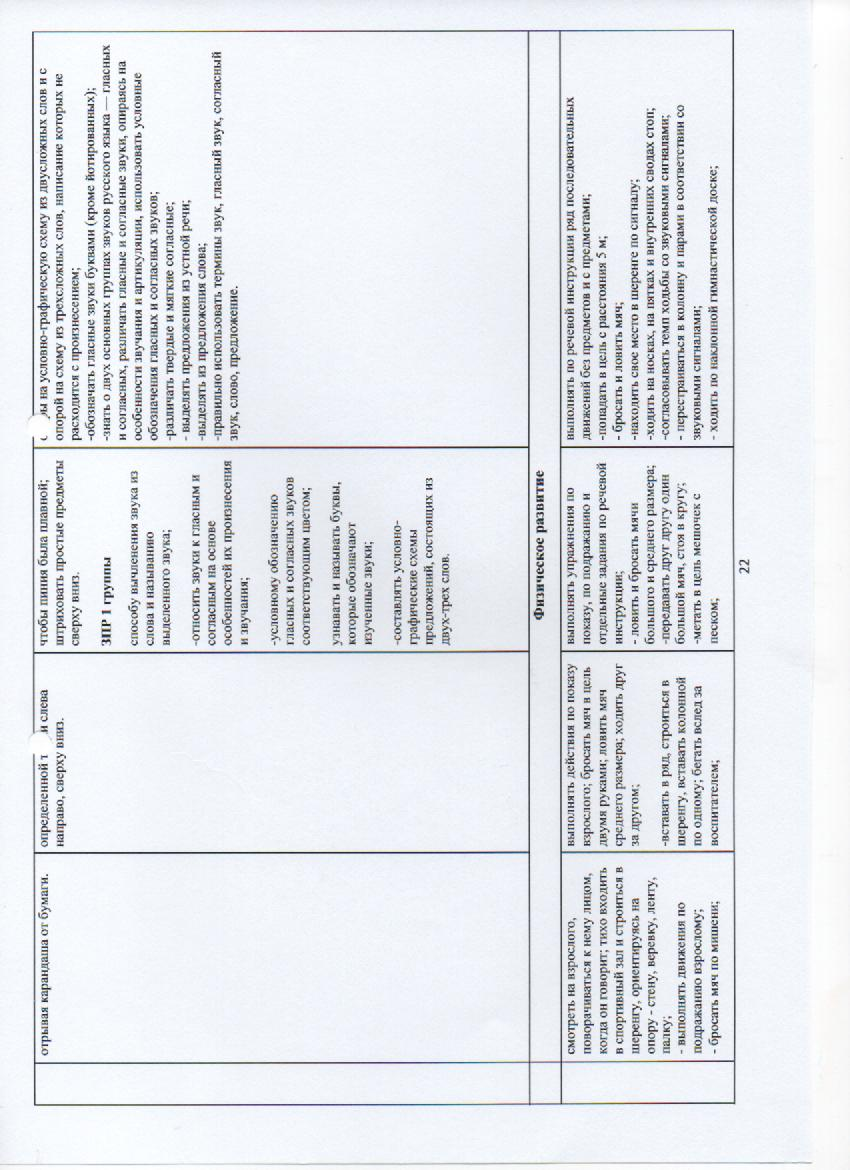 отрывая карандаша от бумаги.
определенной т и слева
направо, сверху вниз.
чтобы линия была плавной;
штриховать простые предметы
сверху вниз.
ЗПР 1 группы
способу вычленения звука из
слова и называнию
выделенного звука;
-относить звуки к гласным и
согласным на основе
особенностей их произнесения
и звучания;
-условному обозначению
гласных и согласных звуков
соответствующим цветом;
узнавать и называть буквы,
которые обозначают
изученные звуки;
-составлять условно-
графические схемы
предложений, состоящих из
двух-трех слов.
ры на условно-графическую схему из двусложных слов и с
опорой на схему из трехсложных слов, написание которых не
расходится с произнесением;
-обозначать гласные звуки буквами (кроме йотированных);
-знать о двух основных группах звуков русского языка — гласных
и согласных, различать гласные и согласные звуки, опираясь на
особенности звучания и артикуляции, использовать условные
обозначения гласных и согласных звуков;
-различать твердые и мягкие согласные;
- выделять предложения из устной речи;
-выделять из предложения слова;
-правильно использовать термины звук, гласный звук, согласный
звук, слово, предложение.
Физическое развитие
смотреть на взрослого,
поворачиваться к нему лицом,
когда он говорит; тихо входить
в спортивный зал и строиться в
шеренгу, ориентируясь на
опору - стену, веревку, ленту,
палку;
- выполнять движения по
подражанию взрослому;
- бросать мяч по мишени;
выполнять действия по показу
взрослого; бросать мяч в цель
двумя руками; ловить мяч
среднего размера; ходить друг
за другом;
-вставать в ряд, строиться в
шеренгу, вставать колонной
по одному; бегать вслед за
воспитателем;
выполнять упражнения по
показу, по подражанию и
отдельные задания по речевой
инструкции;
- ловить и бросать мячи
большого и среднего размера;
-передавать друг другу один
большой мяч, стоя в кругу;
-метать в цель мешочек с
песком;
выполнять по речевой инструкции ряд последовательных
движений без предметов и с предметами;
-попадать в цель с расстояния 5 м;
- бросать и ловить мяч;
-находить свое место в шеренге по сигналу;
-ходить на носках, на пятках и внутренних сводах стоп;
-согласовывать темп ходьбы со звуковыми сигналами;
- перестраиваться в колонну и парами в соответствии со
звуковыми сигналами;
- ходить по наклонной гимнастической доске;
22